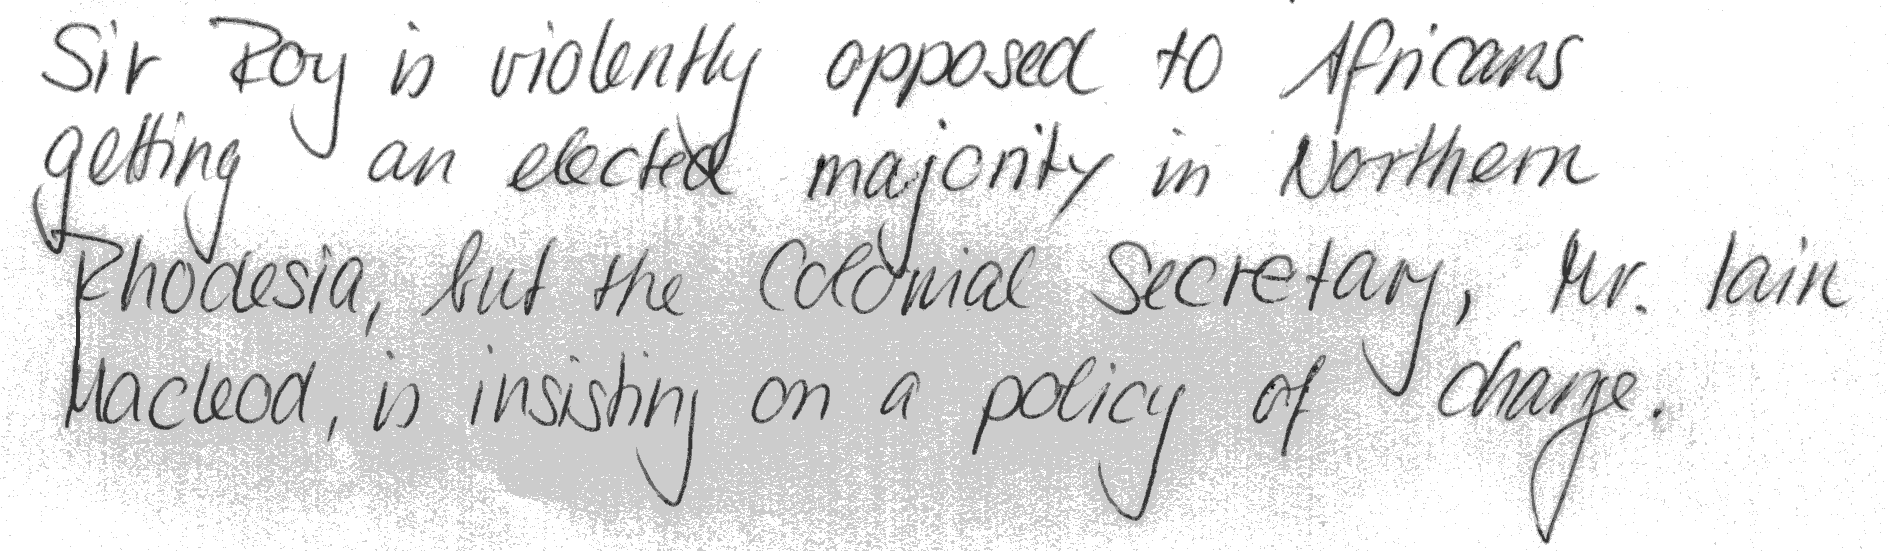 Sir Roy is violently opposed to Africans
getting an elected majority in Northern
Rhodesia, but the Colonial Secretary, Mr. Iain
Macleod, is insisting on a policy of change.